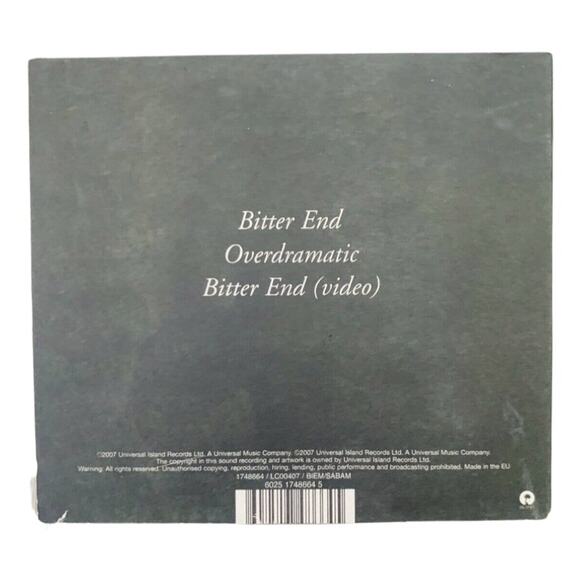 Bitter End
Overdramatic
Bitter End (video)
℗2007 Universal Island Records Ltd. A Universal Music Company. ©2007 Universal Island Records Ltd. A Universal Music Company.
The copyright in this sound recording and artwork is owned by Universal Island Records Ltd.
Warning: All rights reserved. Unauthorised copying, reproduction, hiring, lending, public performance and broadcasting prohibited. Made in the EU
1748664 / LC00407 / BIEM/SABAM
6025 1748664 5